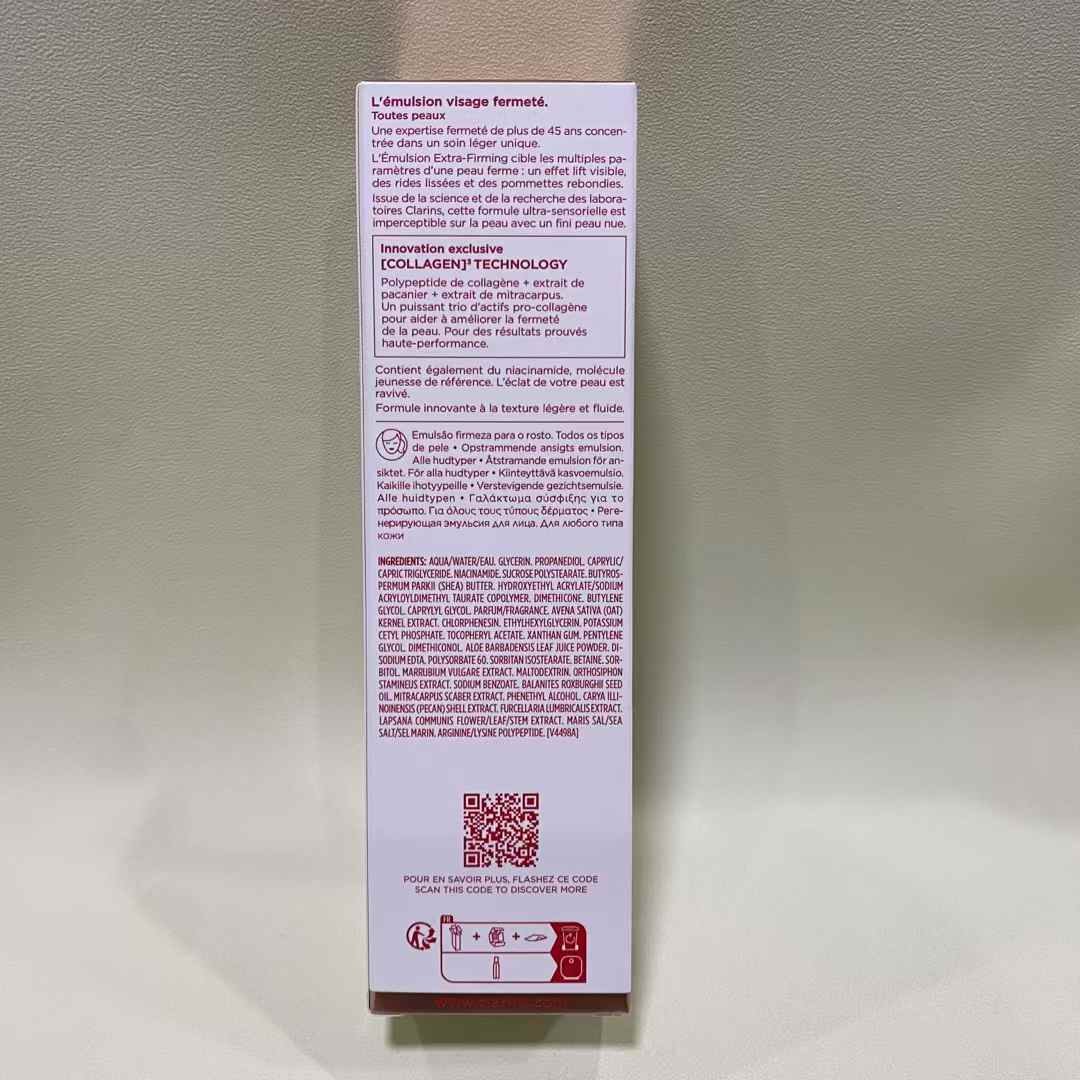 L'émulsion visage fermeté.
Toutes peaux
Une expertise fermeté de plus de 45 ans concen-
trée dans un soin léger unique.
L'Émulsion Extra-Firming cible les multiples pa-
ramètres d'une peau ferme : un effet lift visible,
des rides lissées et des pommettes rebondies.
Issue de la science et de la recherche des labora-
toires Clarins, cette formule ultra-sensorielle est
imperceptible sur la peau avec un fini peau nue.
Innovation exclusive
[COLLAGEN]³ TECHNOLOGY
Polypeptide de collagène + extrait de
pacanier + extrait de mitracarpus.
Un puissant trio d'actifs pro-collagène
pour aider à améliorer la fermeté
de la peau. Pour des résultats prouvés
haute-performance.
Contient également du niacinamide, molécule
jeunesse de référence. L'éclat de votre peau est
ravivé.
Formule innovante à la texture légère et fluide.
Emulsão firmeza para o rosto. Todos os tipos
de pele • Opstrammende ansigts emulsion.
Alle hudtyper • Åtstramande emulsion för an-
siktet. För alla hudtyper • Kiinteyttävä kasvoemulsio.
Kaikille ihotyypeille • Verstevigende gezichtsemulsie.
Alle huidtypen • Γαλάκτωμα σύσφιξης για το
πρόσωπο. Για όλους τους τύπους δέρματος • Реге-
нерирующая эмульсия для лица. Для любого типа
кожи
INGREDIENTS: AQUA/WATER/EAU. GLYCERIN. PROPANEDIOL. CAPRYLIC/
CAPRIC TRIGLYCERIDE. NIACINAMIDE. SUCROSE POLYSTEARATE. BUTYROS-
PERMUM PARKII (SHEA) BUTTER. HYDROXYETHYL ACRYLATE/SODIUM
ACRYLOYLDIMETHYL TAURATE COPOLYMER. DIMETHICONE. BUTYLENE
GLYCOL. CAPRYLYL GLYCOL. PARFUM/FRAGRANCE. AVENA SATIVA (OAT)
KERNEL EXTRACT. CHLORPHENESIN. ETHYLHEXYLGLYCERIN. POTASSIUM
CETYL PHOSPHATE. TOCOPHERYL ACETATE. XANTHAN GUM. PENTYLENE
GLYCOL. DIMETHICONOL. ALOE BARBADENSIS LEAF JUICE POWDER. DI-
SODIUM EDTA. POLYSORBATE 60. SORBITAN ISOSTEARATE. BETAINE. SOR-
BITOL. MARRUBIUM VULGARE EXTRACT. MALTODEXTRIN. ORTHOSIPHON
STAMINEUS EXTRACT. SODIUM BENZOATE. BALANITES ROXBURGHII SEED
OIL. MITRACARPUS SCABER EXTRACT. PHENETHYL ALCOHOL. CARYA ILLI-
NOINENSIS (PECAN) SHELL EXTRACT. FURCELLARIA LUMBRICALIS EXTRACT.
LAPSANA COMMUNIS FLOWER/LEAF/STEM EXTRACT. MARIS SAL/SEA
SALT/SEL MARIN. ARGININE/LYSINE POLYPEPTIDE. [V4498A]
POUR EN SAVOIR PLUS, FLASHEZ CE CODE
SCAN THIS CODE TO DISCOVER MORE
FR
www.clarins.com